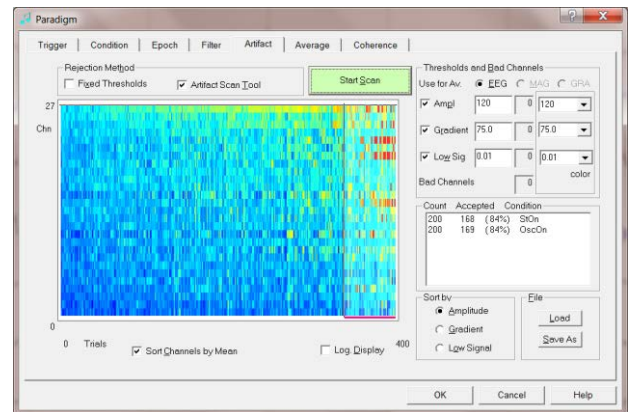 Paradigm
Trigger Condition Epoch Filter Artifact Average Coherence
Rejection Method
Fixed Thresholds Artifact Scan Tool
Start Scan
27
Chn
0
0 Trials 400
Sort Channels by Mean Log. Display
Thresholds and Bad Channels
Use for Av. EEG MAG GRA
Ampl 120 0 120
Gradient 75.0 0 75.0
Low Sig 0.01 0 0.01
Bad Channels 0 color
Count Accepted Condition
200 168 (84%) StOn
200 169 (84%) OscOn
Sort by
Amplitude
Gradient
Low Signal
File
Load
Save As
OK Cancel Help